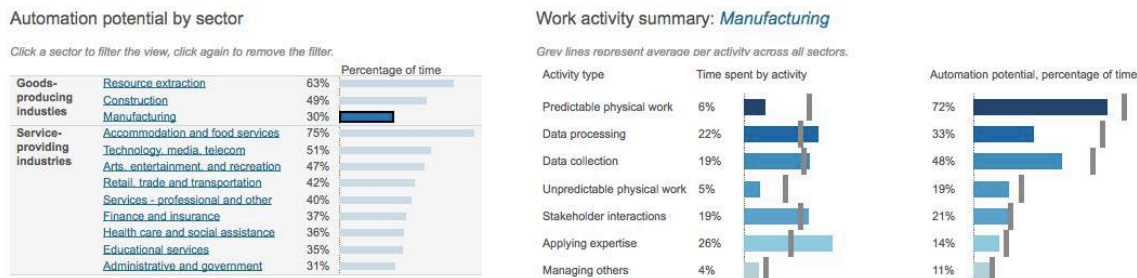 Automation potential by sector
Click a sector to filter the view, click again to remove the filter.
Percentage of time
Goods-
producing
industies
Resource extraction 63%
Construction 49%
Manufacturing 30%
Service-
providing
industries
Accommodation and food services 75%
Technology, media, telecom 51%
Arts, entertainment, and recreation 47%
Retail, trade and transportation 42%
Services - professional and other 40%
Finance and insurance 37%
Health care and social assistance 36%
Educational services 35%
Administrative and government 31%
Work activity summary: Manufacturing
Grey lines represent average per activity across all sectors.
Activity type Time spent by activity Automation potential, percentage of time
Predictable physical work 6% 72%
Data processing 22% 33%
Data collection 19% 48%
Unpredictable physical work 5% 19%
Stakeholder interactions 19% 21%
Applying expertise 26% 14%
Managing others 4% 11%